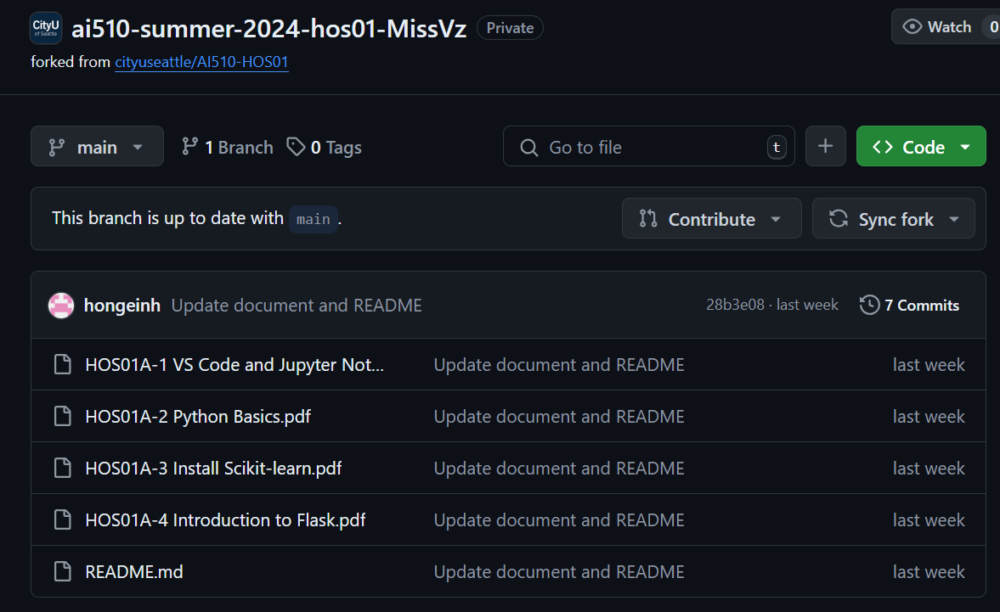 CityU
of Seattle
ai510-summer-2024-hos01-MissVz Private Watch 0
forked from cityuseattle/AI510-HOS01
main 1 Branch 0 Tags Go to file t + Code
This branch is up to date with main. Contribute Sync fork
hongeinh Update document and README 28b3e08 · last week 7 Commits
HOS01A-1 VS Code and Jupyter Not... Update document and README last week
HOS01A-2 Python Basics.pdf Update document and README last week
HOS01A-3 Install Scikit-learn.pdf Update document and README last week
HOS01A-4 Introduction to Flask.pdf Update document and README last week
README.md Update document and README last week